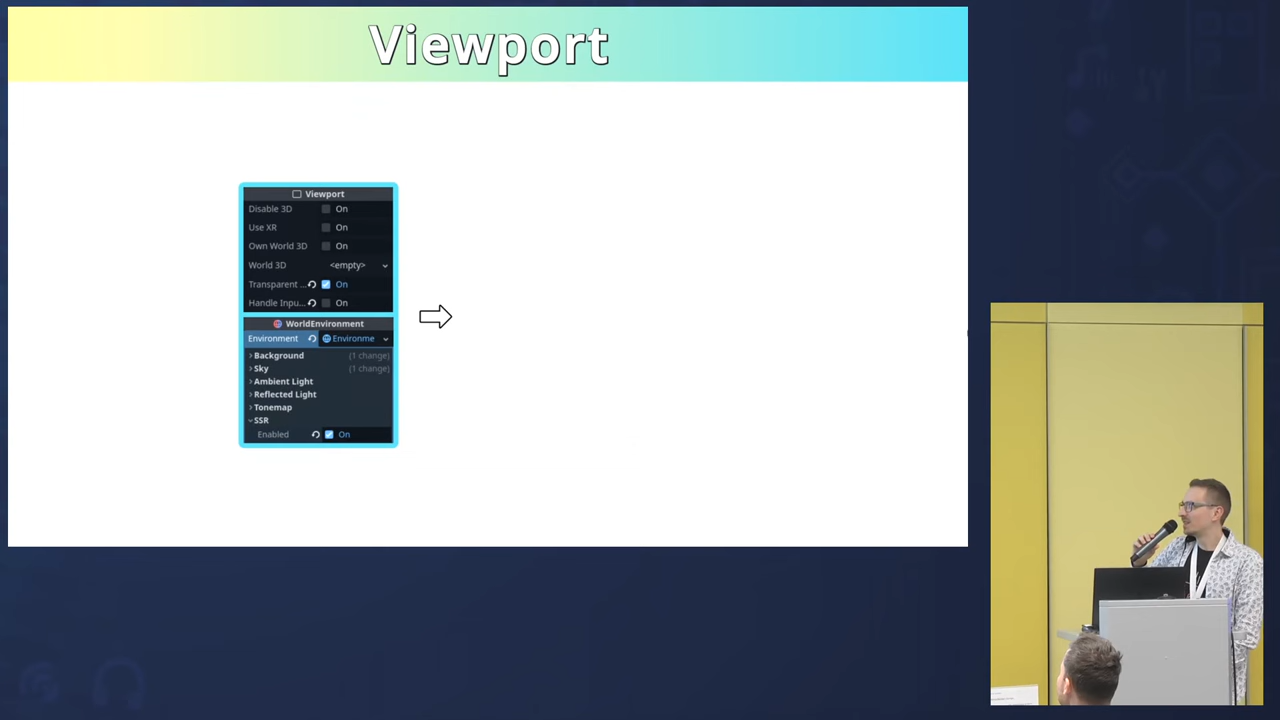 Viewport
Viewport
Disable 3D On
Use XR On
Own World 3D On
World 3D <empty>
Transparent ... On
Handle Inpu... On
WorldEnvironment
Environment Environme
Background (1 change)
Sky (1 change)
Ambient Light
Reflected Light
Tonemap
SSR
Enabled On